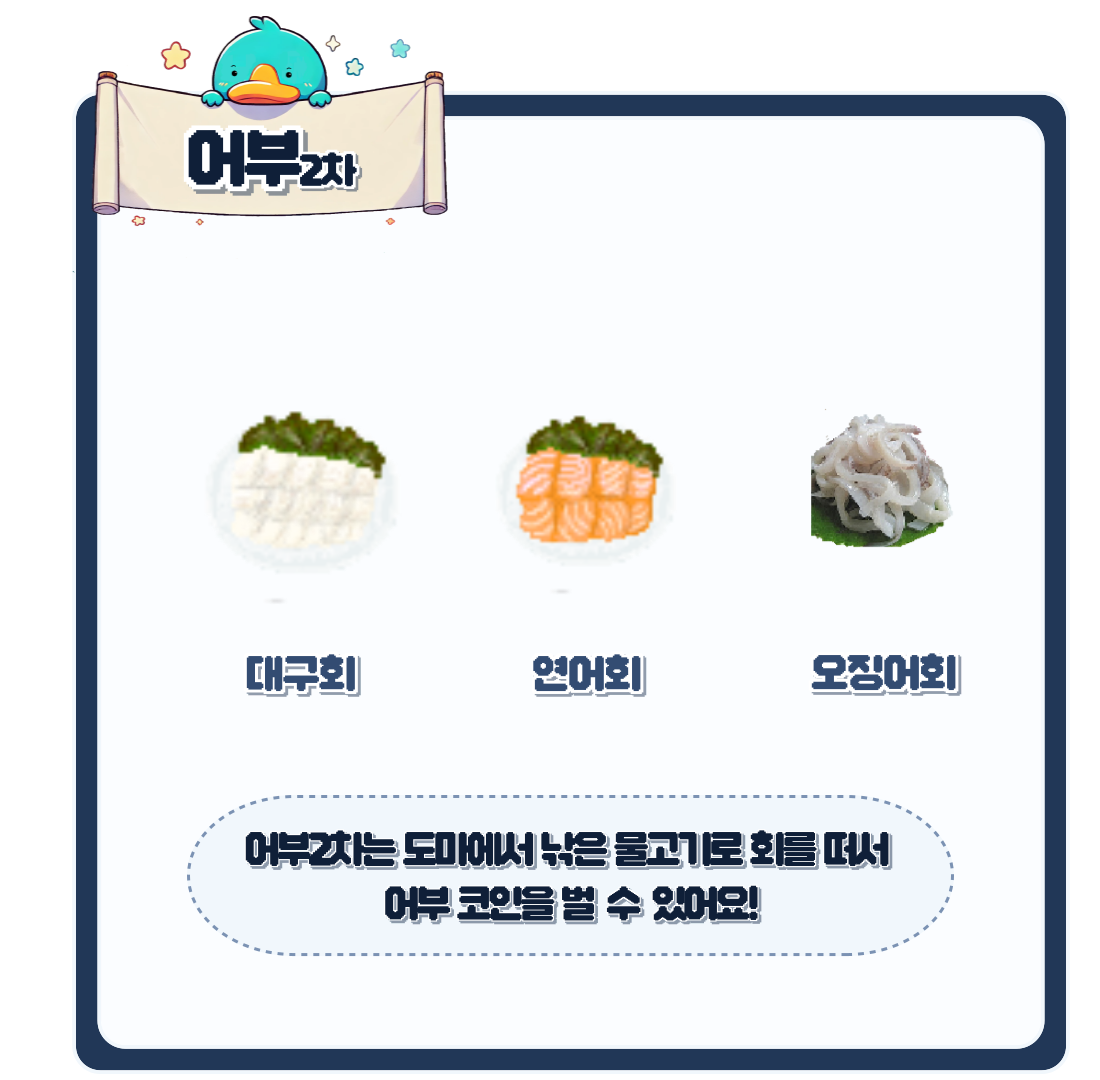 어부2차
대구회
연어회
오징어회
어부2차는 도마에서 낚은 물고기로 회를 떠서
어부 코인을 벌 수 있어요!